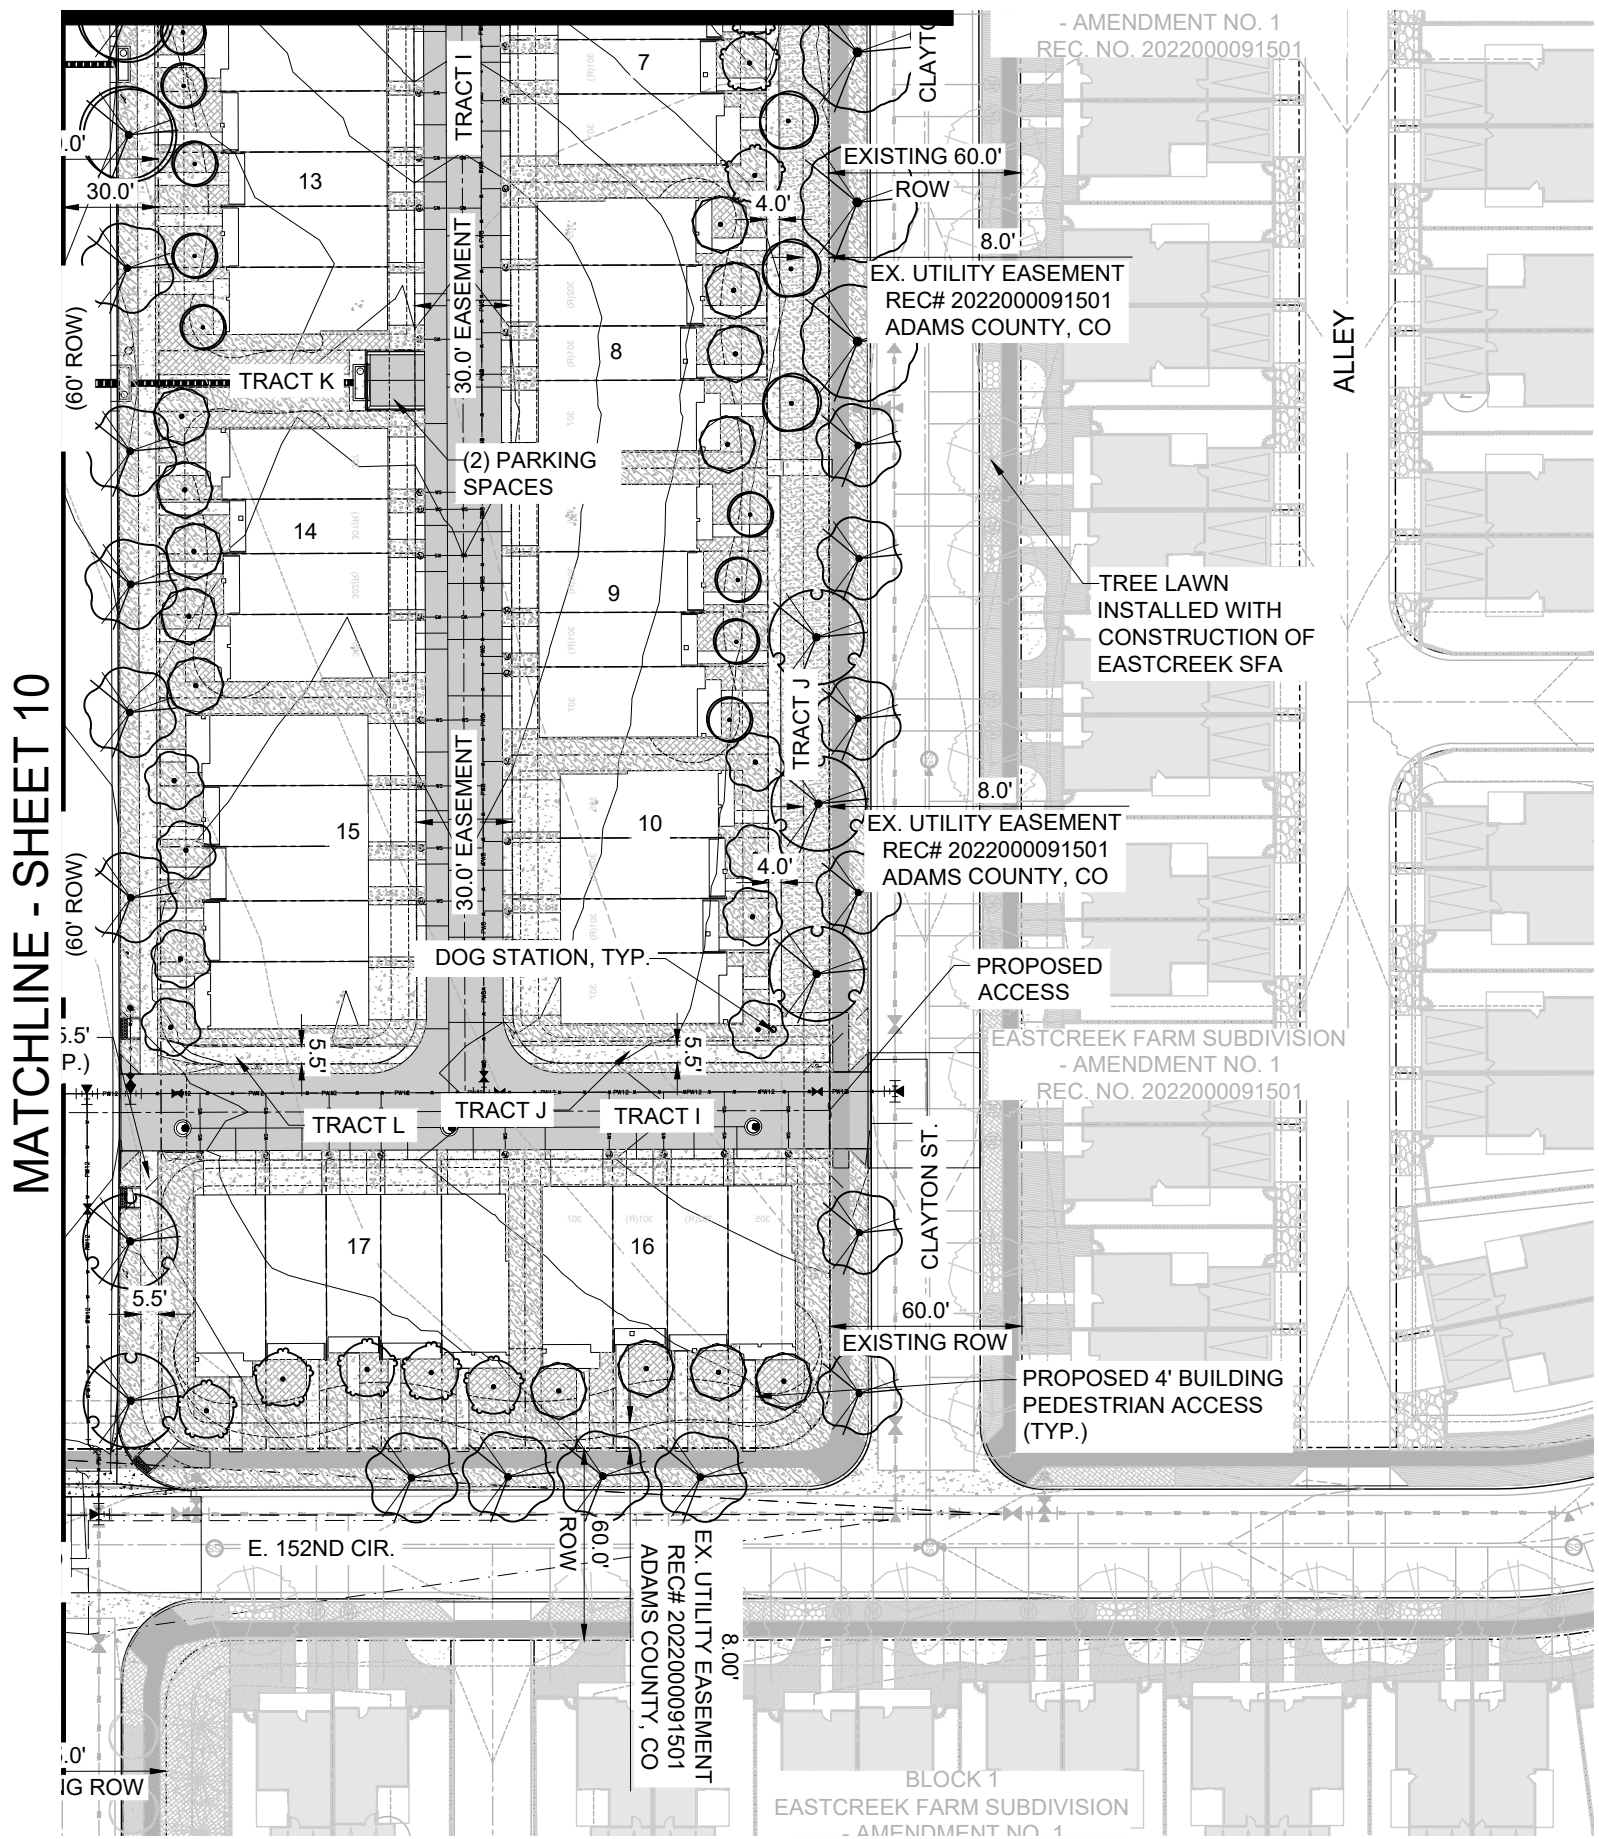 - AMENDMENT NO. 1
REC. NO. 2022000091501
CLAYTO
TRACT I
7
13
30.0'
EXISTING 60.0'
ROW
4.0'
8.0'
EX. UTILITY EASEMENT
REC# 2022000091501
ADAMS COUNTY, CO
30.0' EASEMENT
(60' ROW)
TRACT K
8
ALLEY
(2) PARKING
SPACES
14
9
TREE LAWN
INSTALLED WITH
CONSTRUCTION OF
EASTCREEK SFA
MATCHLINE - SHEET 10
TRACT J
30.0' EASEMENT
15
10
8.0'
EX. UTILITY EASEMENT
REC# 2022000091501
ADAMS COUNTY, CO
4.0'
(60' ROW)
DOG STATION, TYP.
PROPOSED
ACCESS
5.5'
P.)
5.5'
5.5'
EASTCREEK FARM SUBDIVISION
- AMENDMENT NO. 1
REC. NO. 2022000091501
TRACT L
TRACT J
TRACT I
CLAYTON ST.
17
16
5.5'
60.0'
EXISTING ROW
PROPOSED 4' BUILDING
PEDESTRIAN ACCESS
(TYP.)
E. 152ND CIR.
60.0'
ROW
8.00'
EX. UTILITY EASEMENT
REC# 2022000091501
ADAMS COUNTY, CO
NG ROW
BLOCK 1
EASTCREEK FARM SUBDIVISION
- AMENDMENT NO. 1